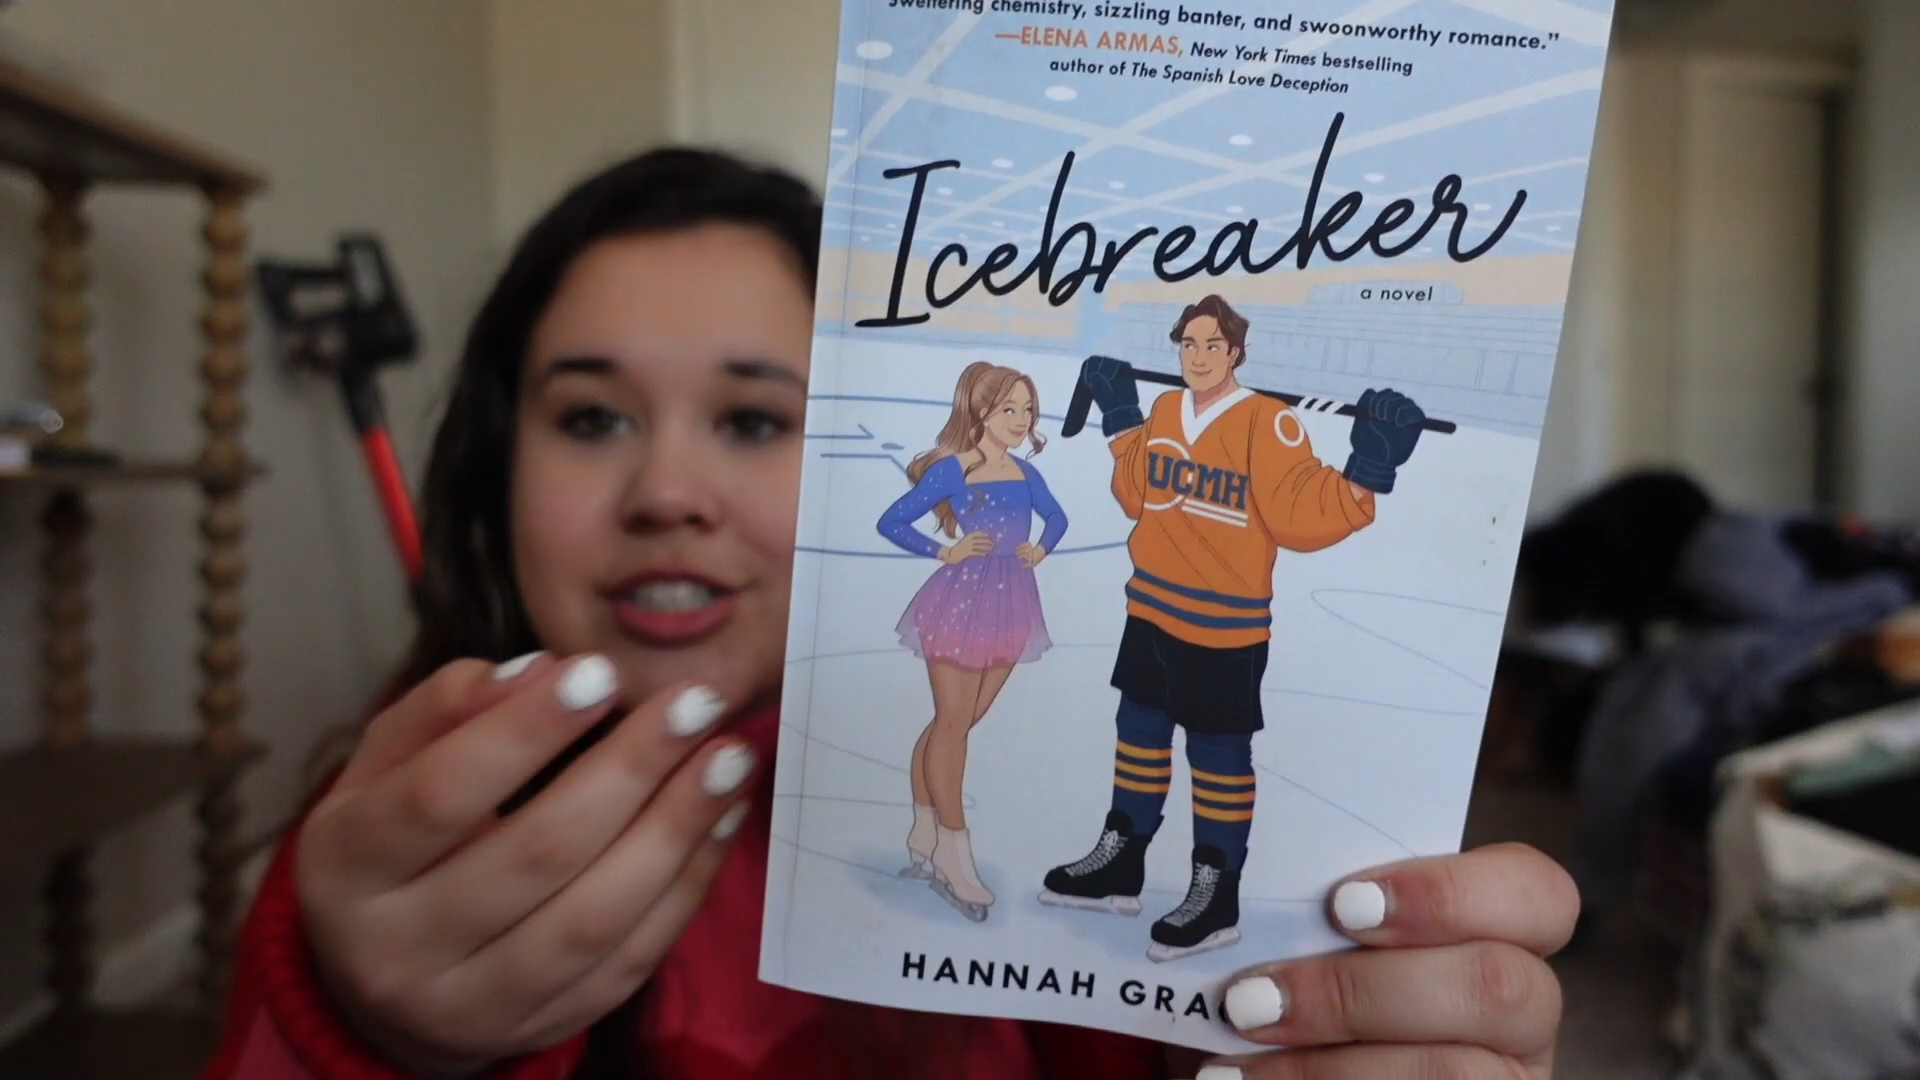 Sweltering chemistry, sizzling banter, and swoonworthy romance.”
—ELENA ARMAS, New York Times bestselling
author of The Spanish Love Deception
Icebreaker
a novel
UCMH
HANNAH GRA